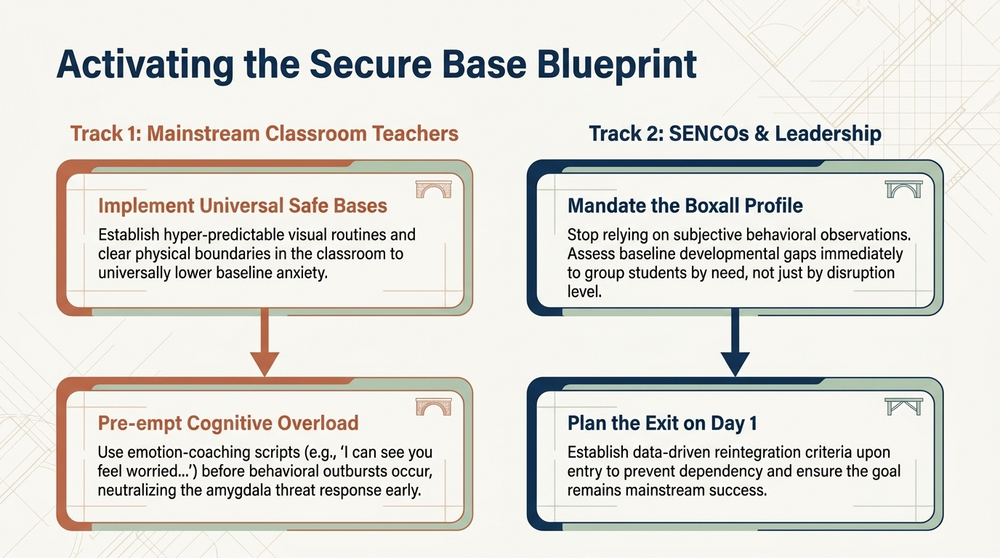 Activating the Secure Base Blueprint
Track 1: Mainstream Classroom Teachers
Implement Universal Safe Bases
Establish hyper-predictable visual routines and
clear physical boundaries in the classroom to
universally lower baseline anxiety.
Pre-empt Cognitive Overload
Use emotion-coaching scripts (e.g., ‘I can see you
feel worried...’) before behavioral outbursts occur,
neutralizing the amygdala threat response early.
Track 2: SENCOs & Leadership
Mandate the Boxall Profile
Stop relying on subjective behavioral observations.
Assess baseline developmental gaps immediately
to group students by need, not just by disruption
level.
Plan the Exit on Day 1
Establish data-driven reintegration criteria upon
entry to prevent dependency and ensure the goal
remains mainstream success.